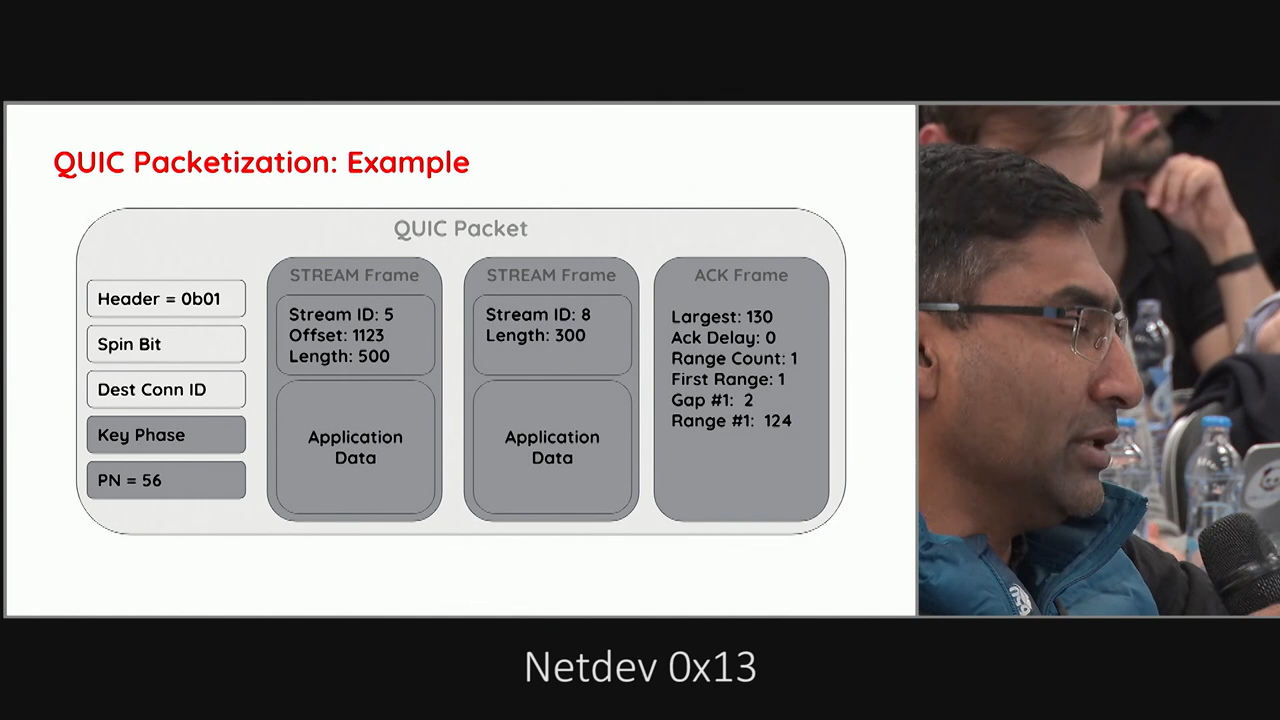 QUIC Packetization: Example
QUIC Packet
Header = 0b01
Spin Bit
Dest Conn ID
Key Phase
PN = 56
STREAM Frame
Stream ID: 5
Offset: 1123
Length: 500
Application
Data
STREAM Frame
Stream ID: 8
Length: 300
Application
Data
ACK Frame
Largest: 130
Ack Delay: 0
Range Count: 1
First Range: 1
Gap #1: 2
Range #1: 124
Netdev 0x13